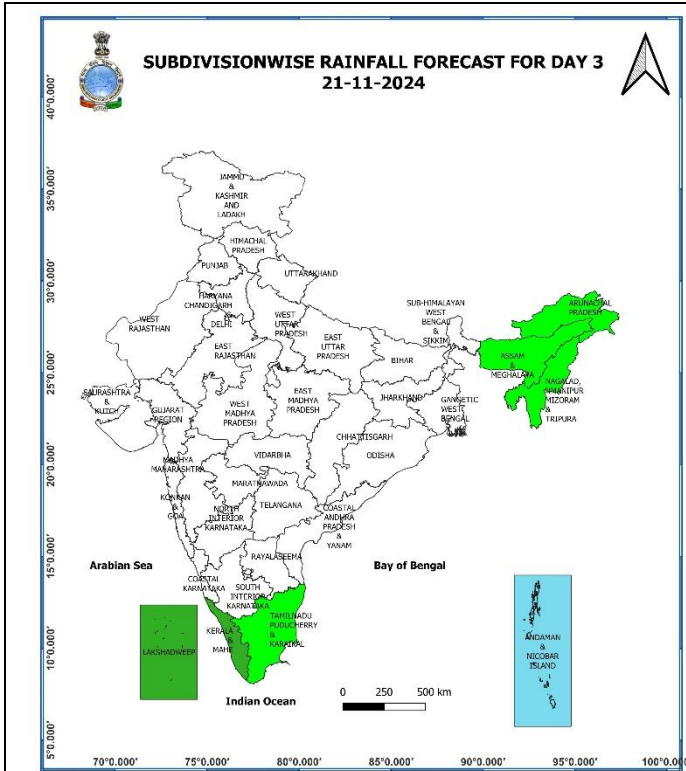 SUBDIVISIONWISE RAINFALL FORECAST FOR DAY 3
21-11-2024
40°0.000'
35°0.000'
30°0.000'
25°0.000'
20°0.000'
15°0.000'
10°0.000'
5°0.000'
JAMMU
&
KASHMIR
AND
LADAKH
HIMACHAL
PRADESH
PUNJAB
UTTARAKHAND
HARYANA
CHANDIGARH
DELHI
WEST
RAJASTHAN
WEST
UTTAR
PRADESH
EAST
RAJASTHAN
EAST
UTTAR
PRADESH
SUB-HIMALAYAN
WEST
BENGAL
&
SIKKIM
ARUNACHAL
PRADESH
BIHAR
ASSAM
&
MEGHALAYA
NAGALAD,
MANIPUR
MIZORAM
&
TRIPURA
SAURASHTRA
& KUTCH
GUJARAT
REGION
WEST
MADHYA
PRADESH
EAST
MADHYA
PRADESH
JHARKHAND
GANGETIC
WEST
BENGAL
CHHATTISGARH
ODISHA
VIDARBHA
MADHYA
MAHARASHTRA
MARATHAWADA
KONKAN
&
GOA
NORTH
INTERIOR
KARNATAKA
TELANGANA
COASTAL
ANDHRA
PRADESH
&
YANAM
RAYALASEEMA
Arabian Sea
Bay of Bengal
COASTAL
KARNATAKA
SOUTH
INTERIOR
KARNATAKA
TAMILNADU
PUDUCHERRY
&
KARAIKAL
KERALA
&
MAHE
LAKSHADWEEP
ANDAMAN
&
NICOBAR
ISLAND
Indian Ocean
0 250 500 km
70°0.000' 75°0.000' 80°0.000' 85°0.000' 90°0.000' 95°0.000' 100°0.000'